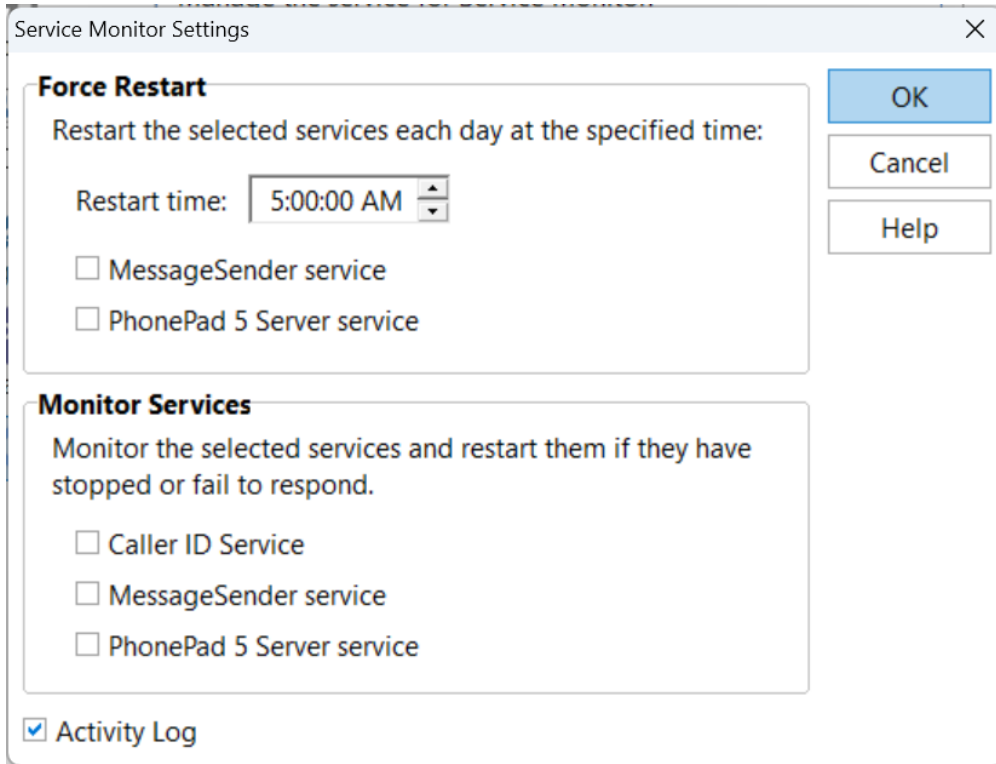 Service Monitor Settings
Force Restart
Restart the selected services each day at the specified time:
Restart time: 5:00:00 AM
MessageSender service
PhonePad 5 Server service
OK
Cancel
Help
Monitor Services
Monitor the selected services and restart them if they have
stopped or fail to respond.
Caller ID Service
MessageSender service
PhonePad 5 Server service
Activity Log